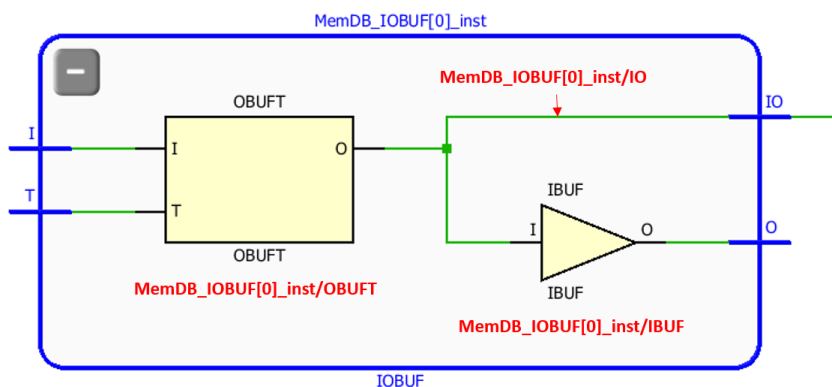 MemDB_IOBUF[0]_inst
MemDB_IOBUF[0]_inst/IO
OBUFT
IO
I
I
O
T
T
IBUF
I
O
O
OBUFT
IBUF
MemDB_IOBUF[0]_inst/OBUFT
MemDB_IOBUF[0]_inst/IBUF
IOBUF